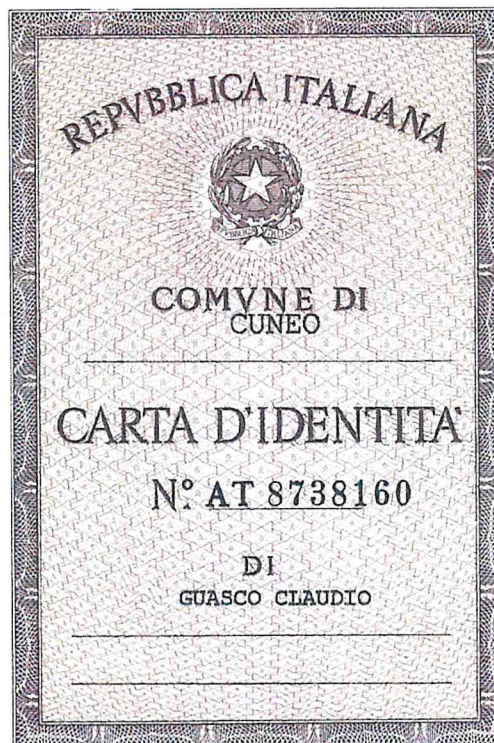 REPVBBLICA ITALIANA
COMVNE DI
CUNEO
CARTA D'IDENTITA'
N° AT 8738160
DI
GUASCO CLAUDIO